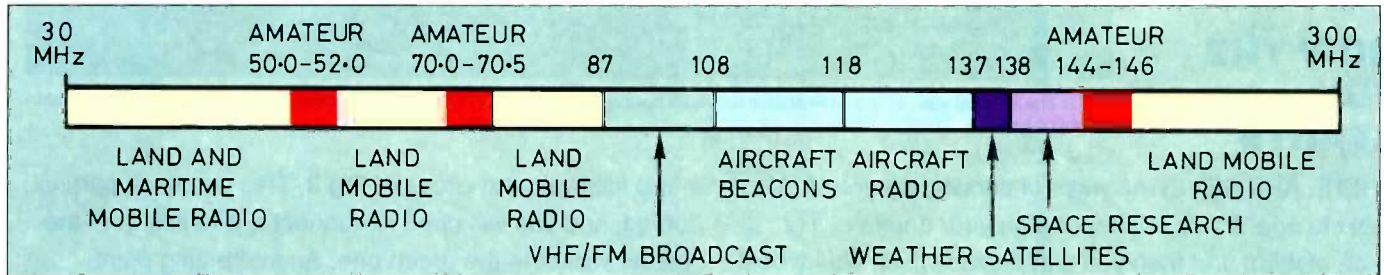 30 MHz
AMATEUR 50·0–52·0
AMATEUR 70·0–70·5
87
108
118
137
138
AMATEUR 144–146
300 MHz
LAND AND MARITIME MOBILE RADIO
LAND MOBILE RADIO
LAND MOBILE RADIO
VHF/FM BROADCAST
AIRCRAFT BEACONS
AIRCRAFT RADIO
WEATHER SATELLITES
SPACE RESEARCH
LAND MOBILE RADIO